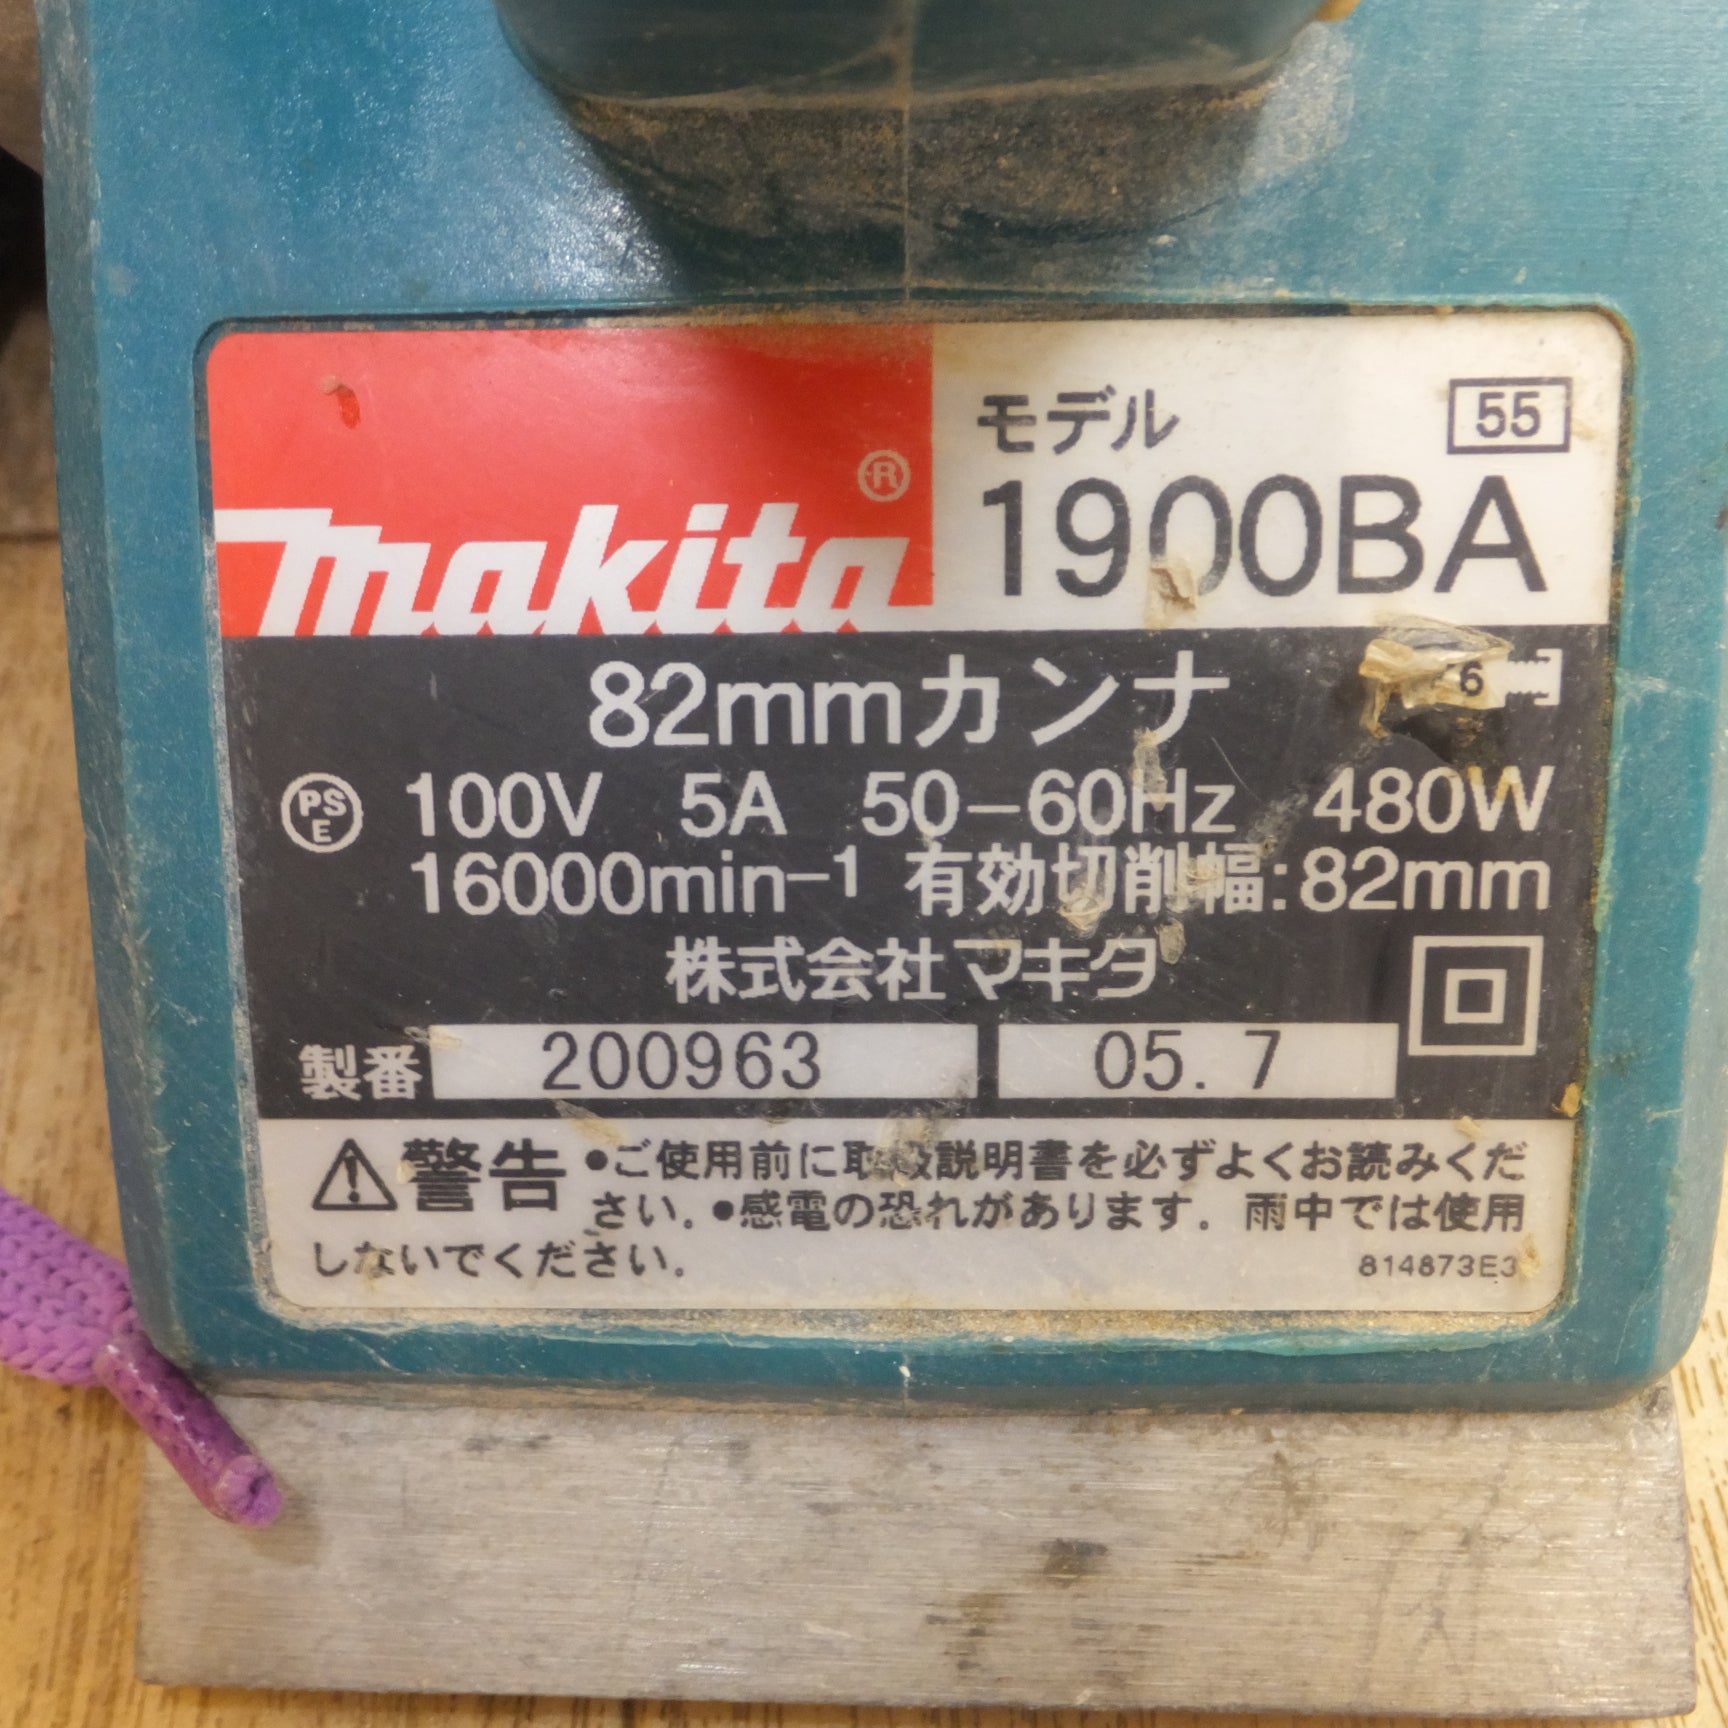 makita®
モデル 55
1900BA
82mmカンナ 6
PS
E
100V 5A 50-60Hz 480W
16000min-1 有効切削幅:82mm
株式会社マキタ
製番 200963 05.7
警告 •ご使用前に取扱説明書を必ずよくお読みくだ
さい. •感電の恐れがあります. 雨中では使用
しないでください. 814873E3